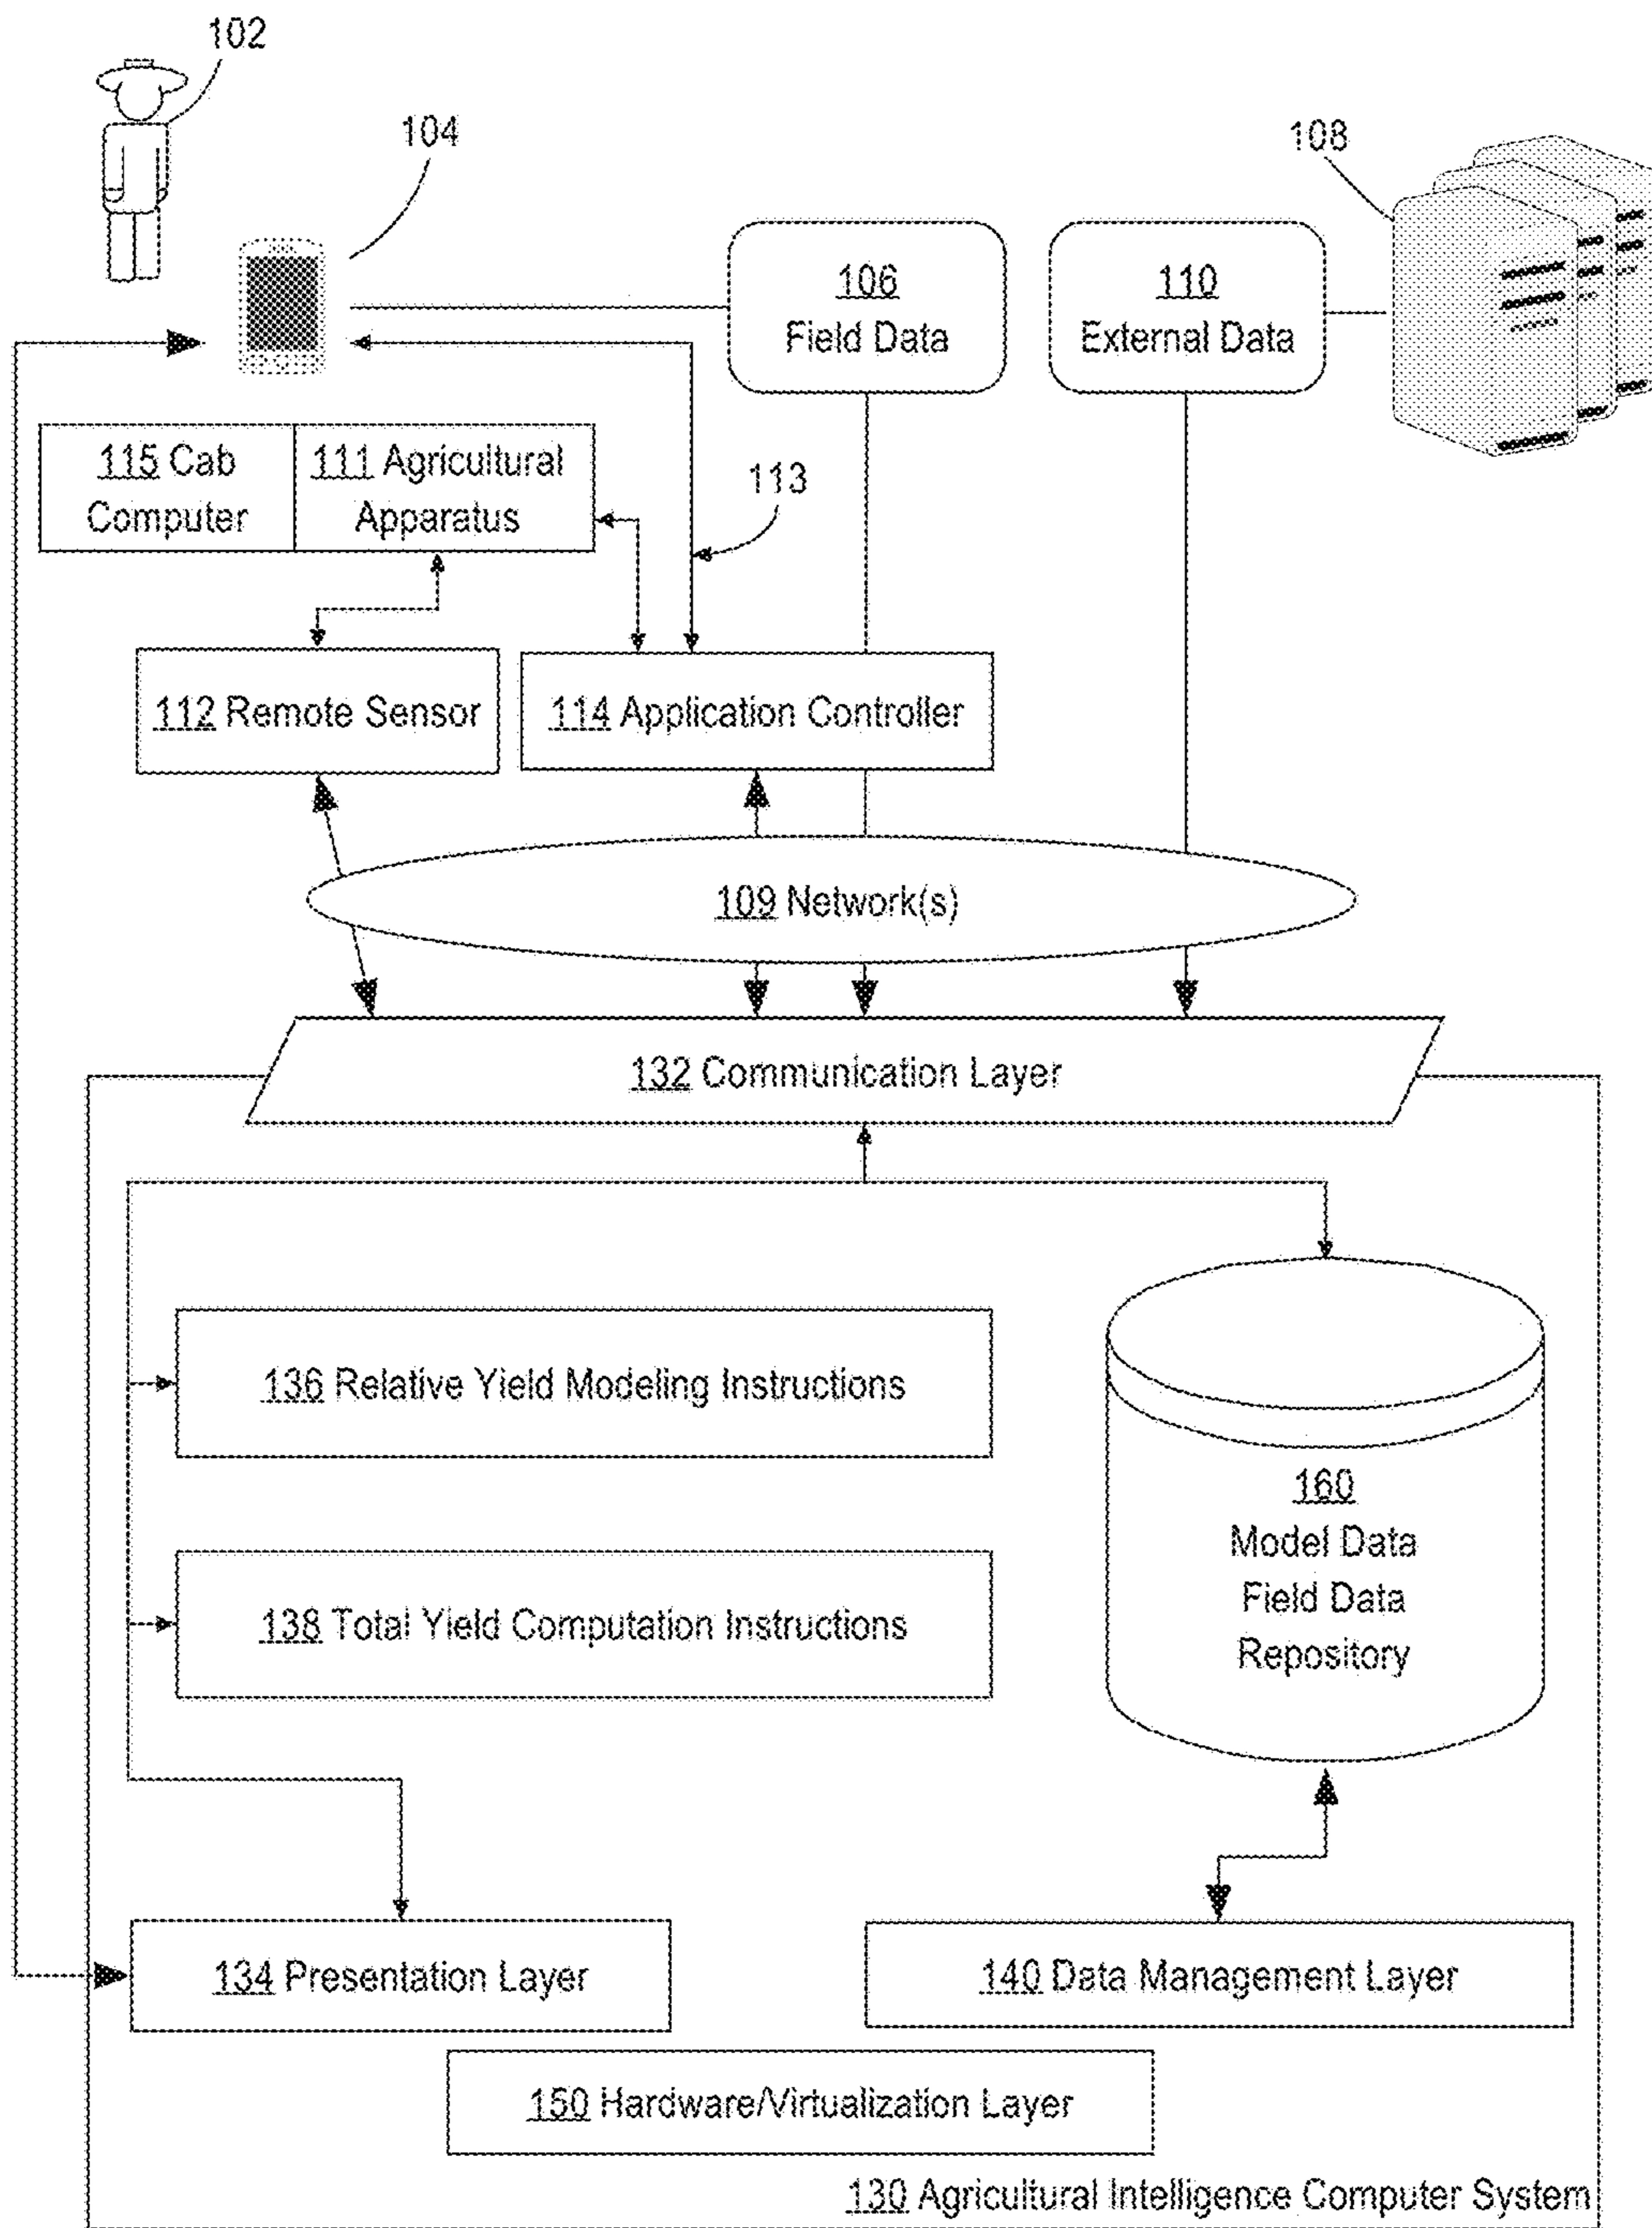 102
104
108
106
Field Data
110
External Data
115 Cab
Computer
111 Agricultural
Apparatus
113
112 Remote Sensor
114 Application Controller
109 Network(s)
132 Communication Layer
136 Relative Yield Modeling Instructions
160
Model Data
Field Data
Repository
138 Total Yield Computation Instructions
134 Presentation Layer
140 Data Management Layer
150 Hardware/Virtualization Layer
130 Agricultural Intelligence Computer System